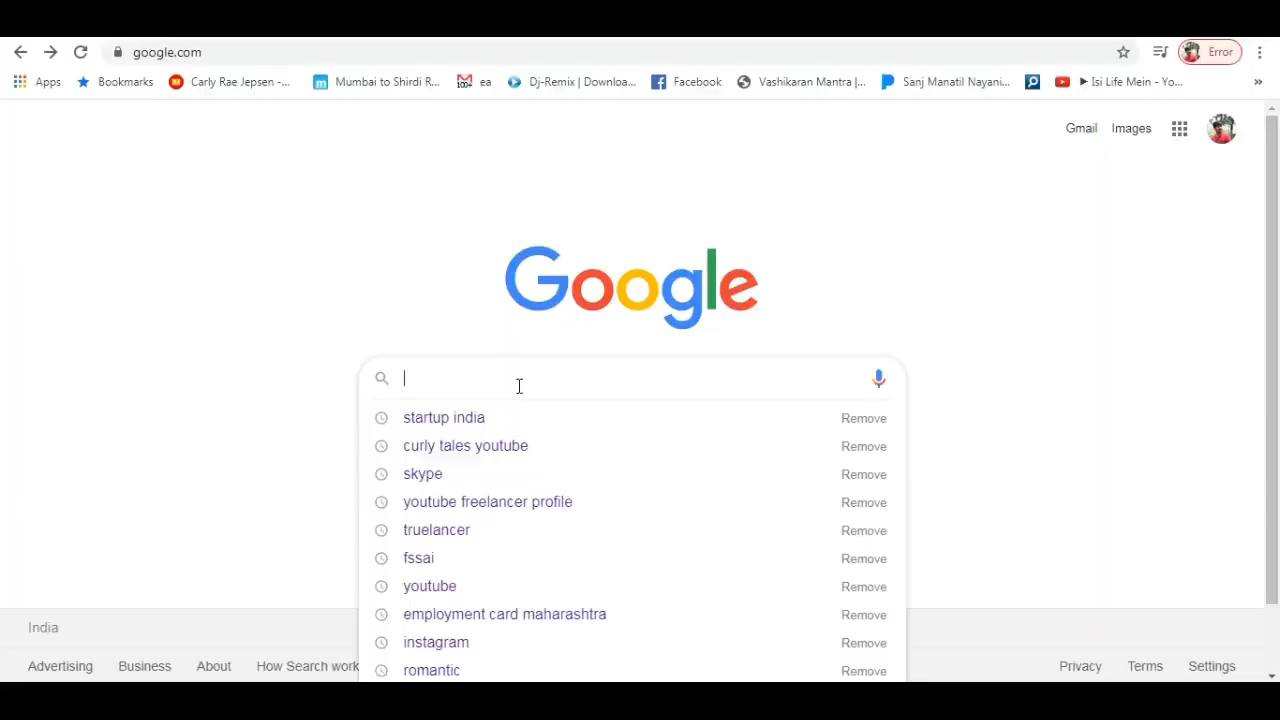 google.com
Error
Apps
Bookmarks
Carly Rae Jepsen -...
Mumbai to Shirdi R...
100+
ea
Dj-Remix | Downloa...
Facebook
Vashikaran Mantra |...
Sanj Manatil Nayani...
► Isi Life Mein - Yo...
»
Gmail
Images
Google
startup india Remove
curly tales youtube Remove
skype Remove
youtube freelancer profile Remove
truelancer Remove
fssai Remove
youtube Remove
employment card maharashtra Remove
instagram Remove
romantic Remove
India
Advertising
Business
About
How Search work
Privacy
Terms
Settings